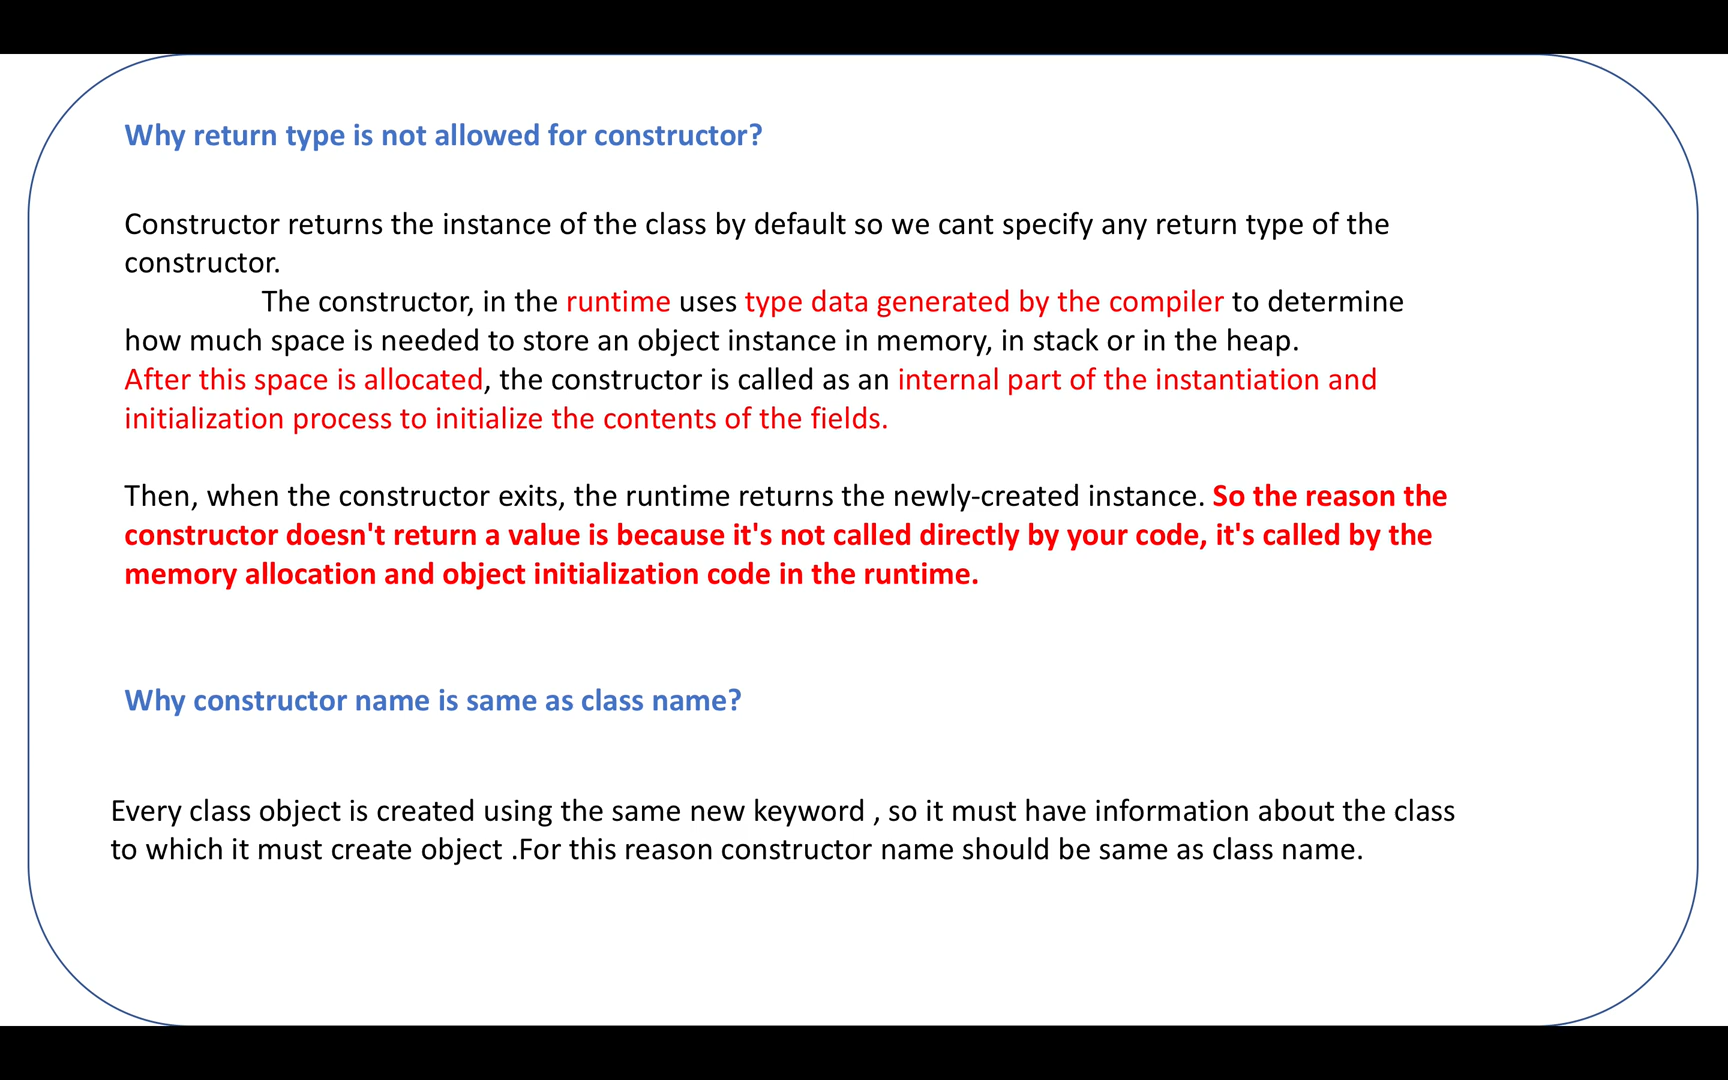 Why return type is not allowed for constructor?
Constructor returns the instance of the class by default so we cant specify any return type of the
constructor.
The constructor, in the runtime uses type data generated by the compiler to determine
how much space is needed to store an object instance in memory, in stack or in the heap.
After this space is allocated, the constructor is called as an internal part of the instantiation and
initialization process to initialize the contents of the fields.
Then, when the constructor exits, the runtime returns the newly-created instance. So the reason the
constructor doesn't return a value is because it's not called directly by your code, it's called by the
memory allocation and object initialization code in the runtime.
Why constructor name is same as class name?
Every class object is created using the same new keyword , so it must have information about the class
to which it must create object .For this reason constructor name should be same as class name.